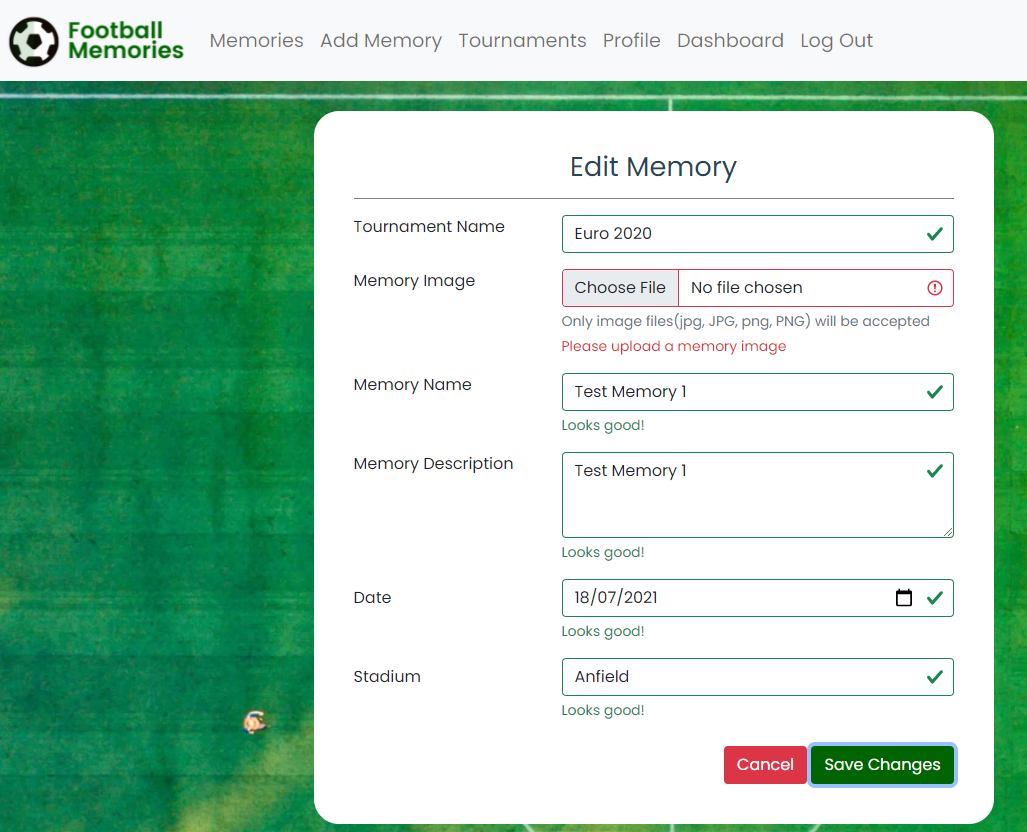 Football
Memories
Memories Add Memory Tournaments Profile Dashboard Log Out
Edit Memory
Tournament Name
Euro 2020
Memory Image
Choose File No file chosen
Only image files(jpg, JPG, png, PNG) will be accepted
Please upload a memory image
Memory Name
Test Memory 1
Looks good!
Memory Description
Test Memory 1
Looks good!
Date
18/07/2021
Looks good!
Stadium
Anfield
Looks good!
Cancel Save Changes